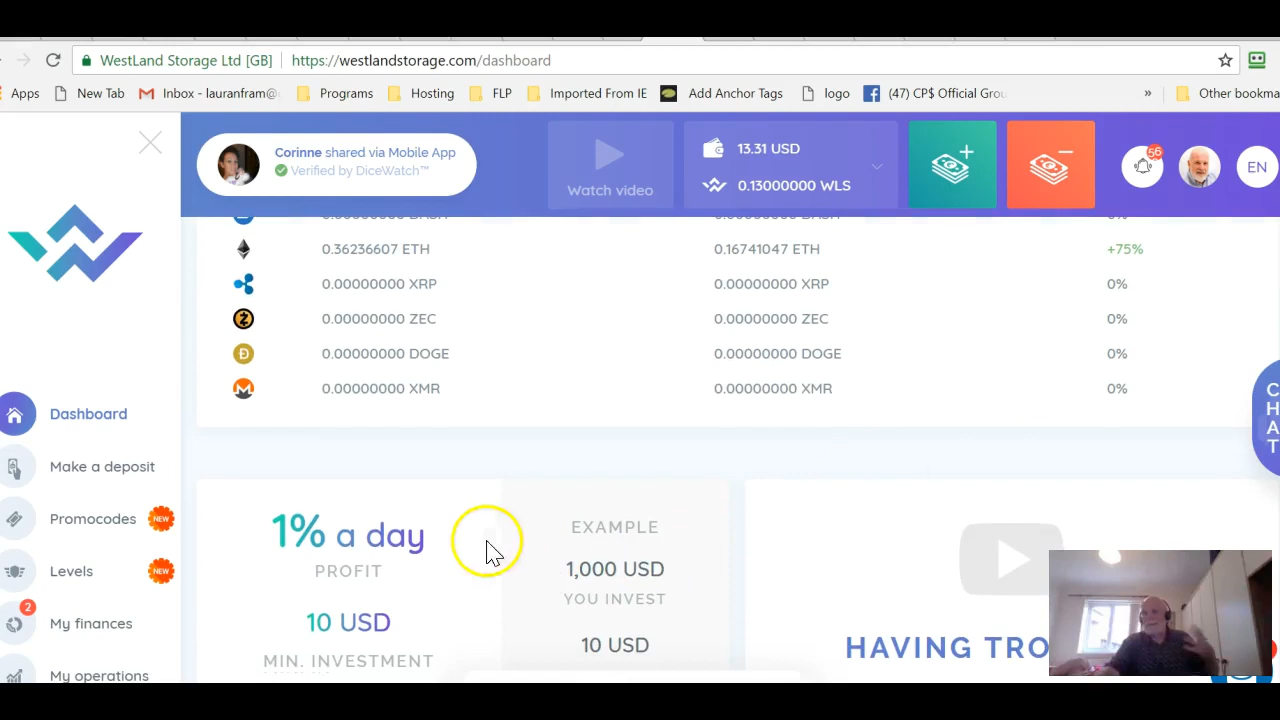 WestLand Storage Ltd [GB] https://westlandstorage.com/dashboard
Apps New Tab Inbox - lauranfram@ Programs Hosting FLP Imported From IE Add Anchor Tags logo (47) CP$ Official Grou » Other bookma
Corinne shared via Mobile App
Verified by DiceWatch™
Watch video
13.31 USD
0.13000000 WLS
56
EN
0.36236607 ETH 0.16741047 ETH +75%
0.00000000 XRP 0.00000000 XRP 0%
0.00000000 ZEC 0.00000000 ZEC 0%
0.00000000 DOGE 0.00000000 DOGE 0%
0.00000000 XMR 0.00000000 XMR 0%
CHAT
Dashboard
Make a deposit
Promocodes NEW
Levels NEW
2
My finances
My operations
1% a day
PROFIT
10 USD
MIN. INVESTMENT
EXAMPLE
1,000 USD
YOU INVEST
10 USD
HAVING TRO